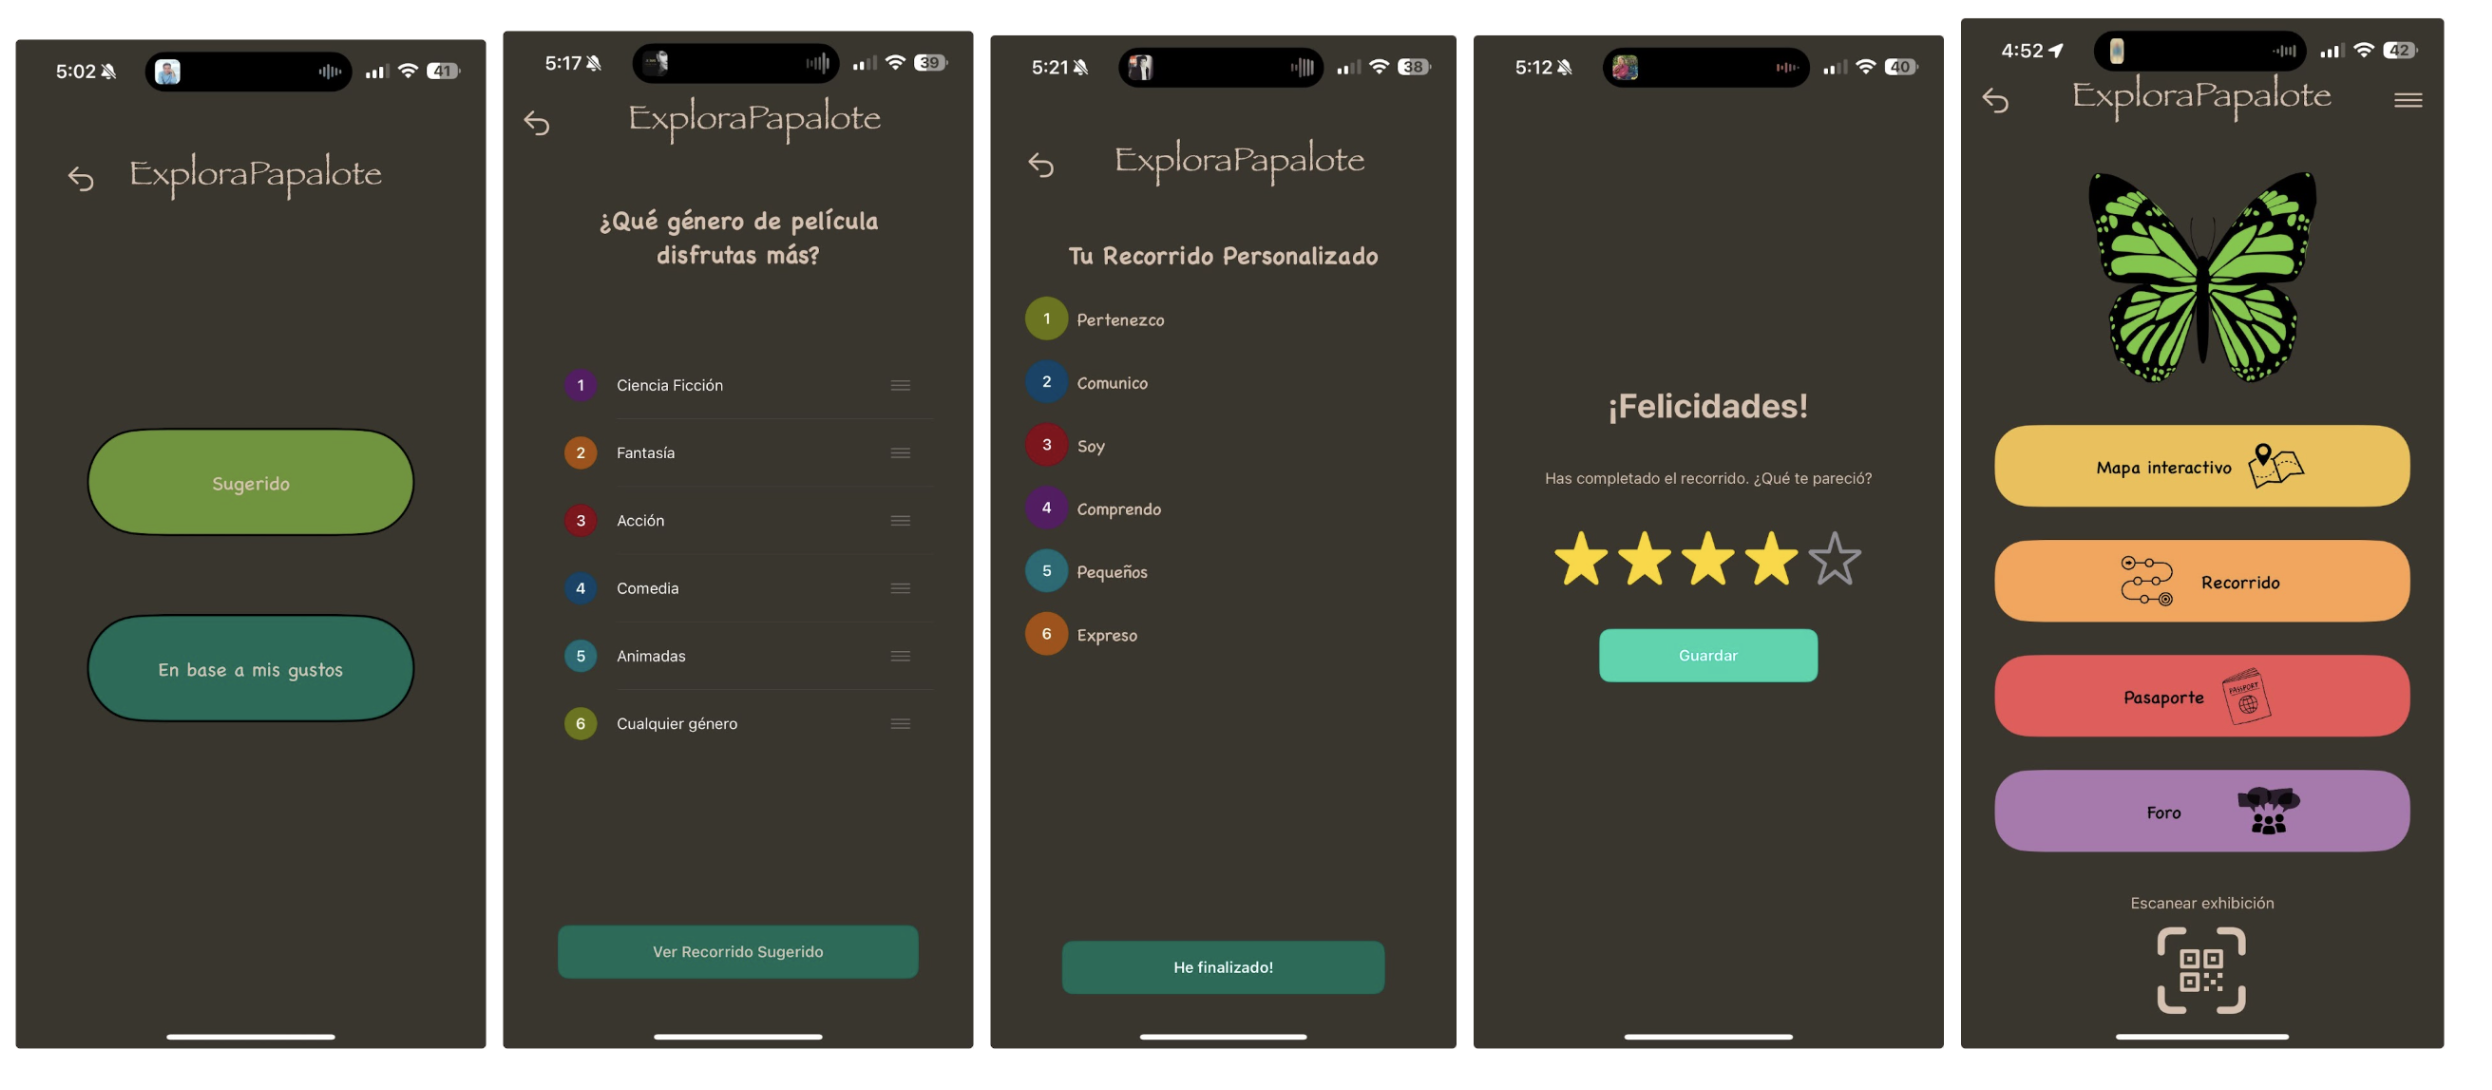 5:02
41
ExploraPapalote
Sugerido
En base a mis gustos
5:17
39
ExploraPapalote
¿Qué género de película
disfrutas más?
1 Ciencia Ficción
2 Fantasía
3 Acción
4 Comedia
5 Animadas
6 Cualquier género
Ver Recorrido Sugerido
5:21
38
ExploraPapalote
Tu Recorrido Personalizado
1 Pertenezco
2 Comunico
3 Soy
4 Comprendo
5 Pequeños
6 Expreso
He finalizado!
5:12
40
¡Felicidades!
Has completado el recorrido. ¿Qué te pareció?
Guardar
4:52
42
ExploraPapalote
Mapa interactivo
Recorrido
Pasaporte
PASSPORT
Foro
Escanear exhibición